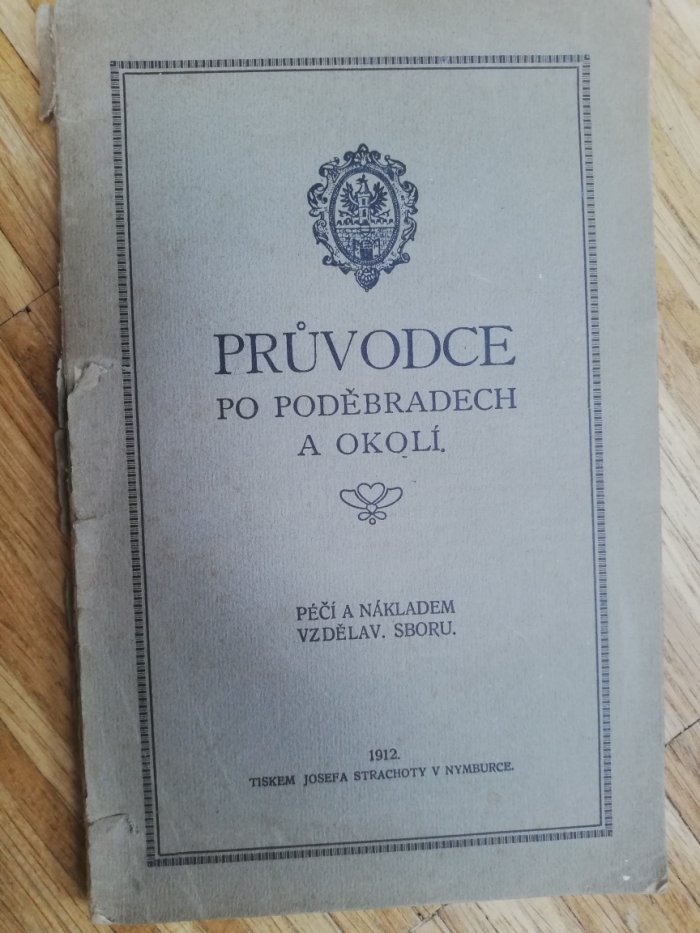 PRŮVODCE
PO PODĚBRADECH
A OKOLÍ.
PÉČÍ A NÁKLADEM
VZDĚLAV. SBORU.
1912.
TISKEM JOSEFA STRACHOTY V NYMBURCE.